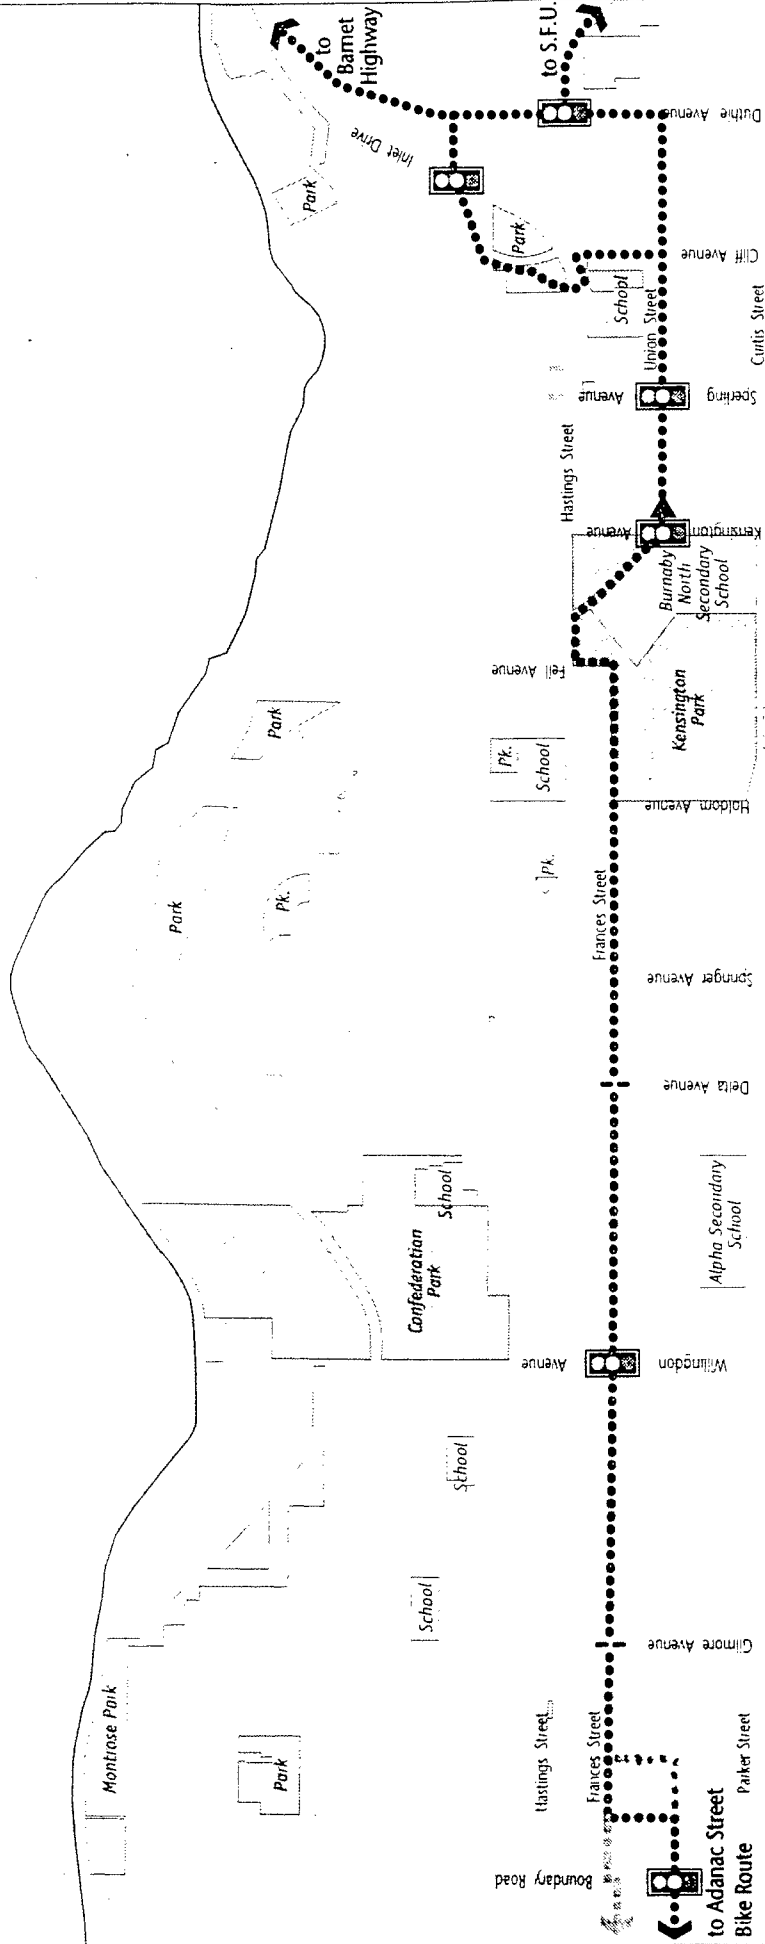 to
Barnet
Highway
to S.F.U.
Duthie Avenue
Inlet Drive
Park
Park
Cliff Avenue
School
Union Street
Curtis Street
Sperling Avenue
Hastings Street
Kensington Avenue
Burnaby
North
Secondary
School
Fell Avenue
Kensington
Park
Park
Pk.
School
Holdom Avenue
Park
Pk.
Pk.
Frances Street
Springer Avenue
Delta Avenue
School
Confederation
Park
Alpha Secondary
School
Willingdon Avenue
School
School
Gilmore Avenue
Montrose Park
Park
Hastings Street
Frances Street
Parker Street
Boundary Road
to Adanac Street
Bike Route